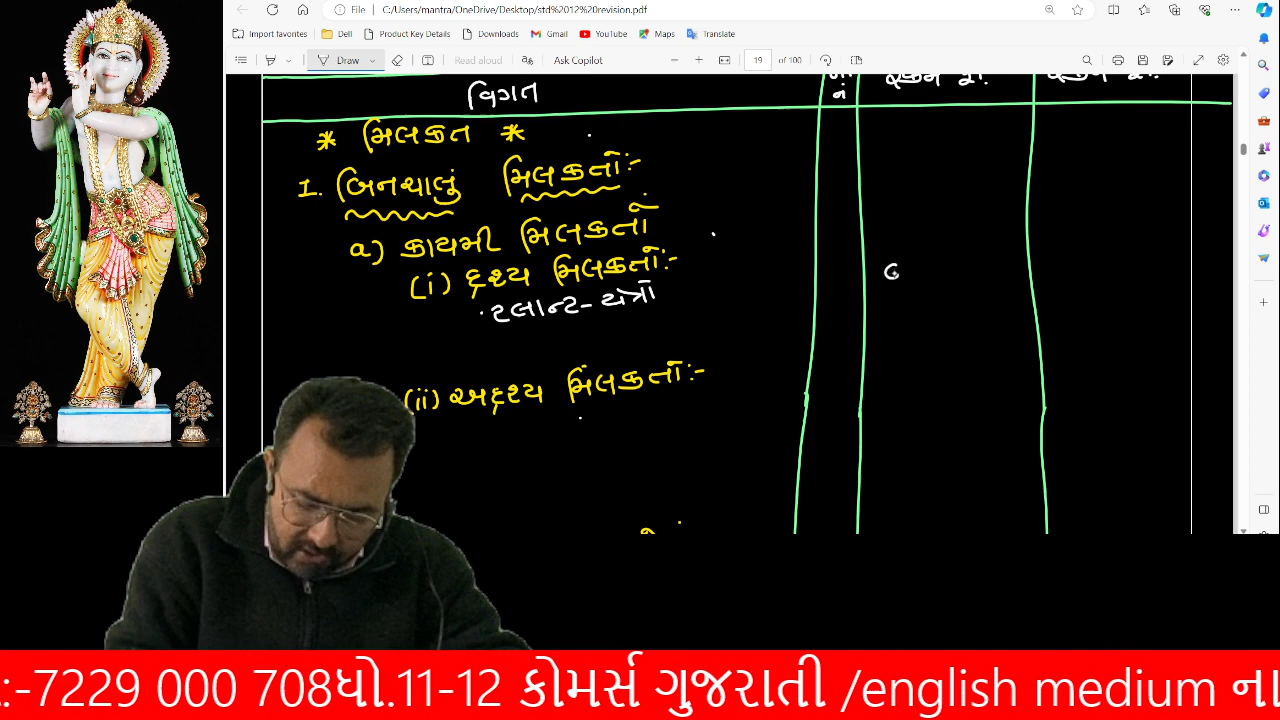 File C:/Users/mantra/OneDrive/Desktop/std%2012%20revision.pdf
Import favorites Dell Product Key Details Downloads Gmail YouTube Maps Translate
Draw Read aloud Ask Copilot 19 of 100
વિગત
* મિલકત *
1. બિનચાલું મિલકતો:-
a) કાયમી મિલકતો
(i) દ્રશ્ય મિલકતો:-
પ્લાન્ટ-યંત્રો
(ii) અદ્રશ્ય મિલકતો:-
:-7229 000 708ધો.11-12 કોમર્સ ગુજરાતી /english medium ના